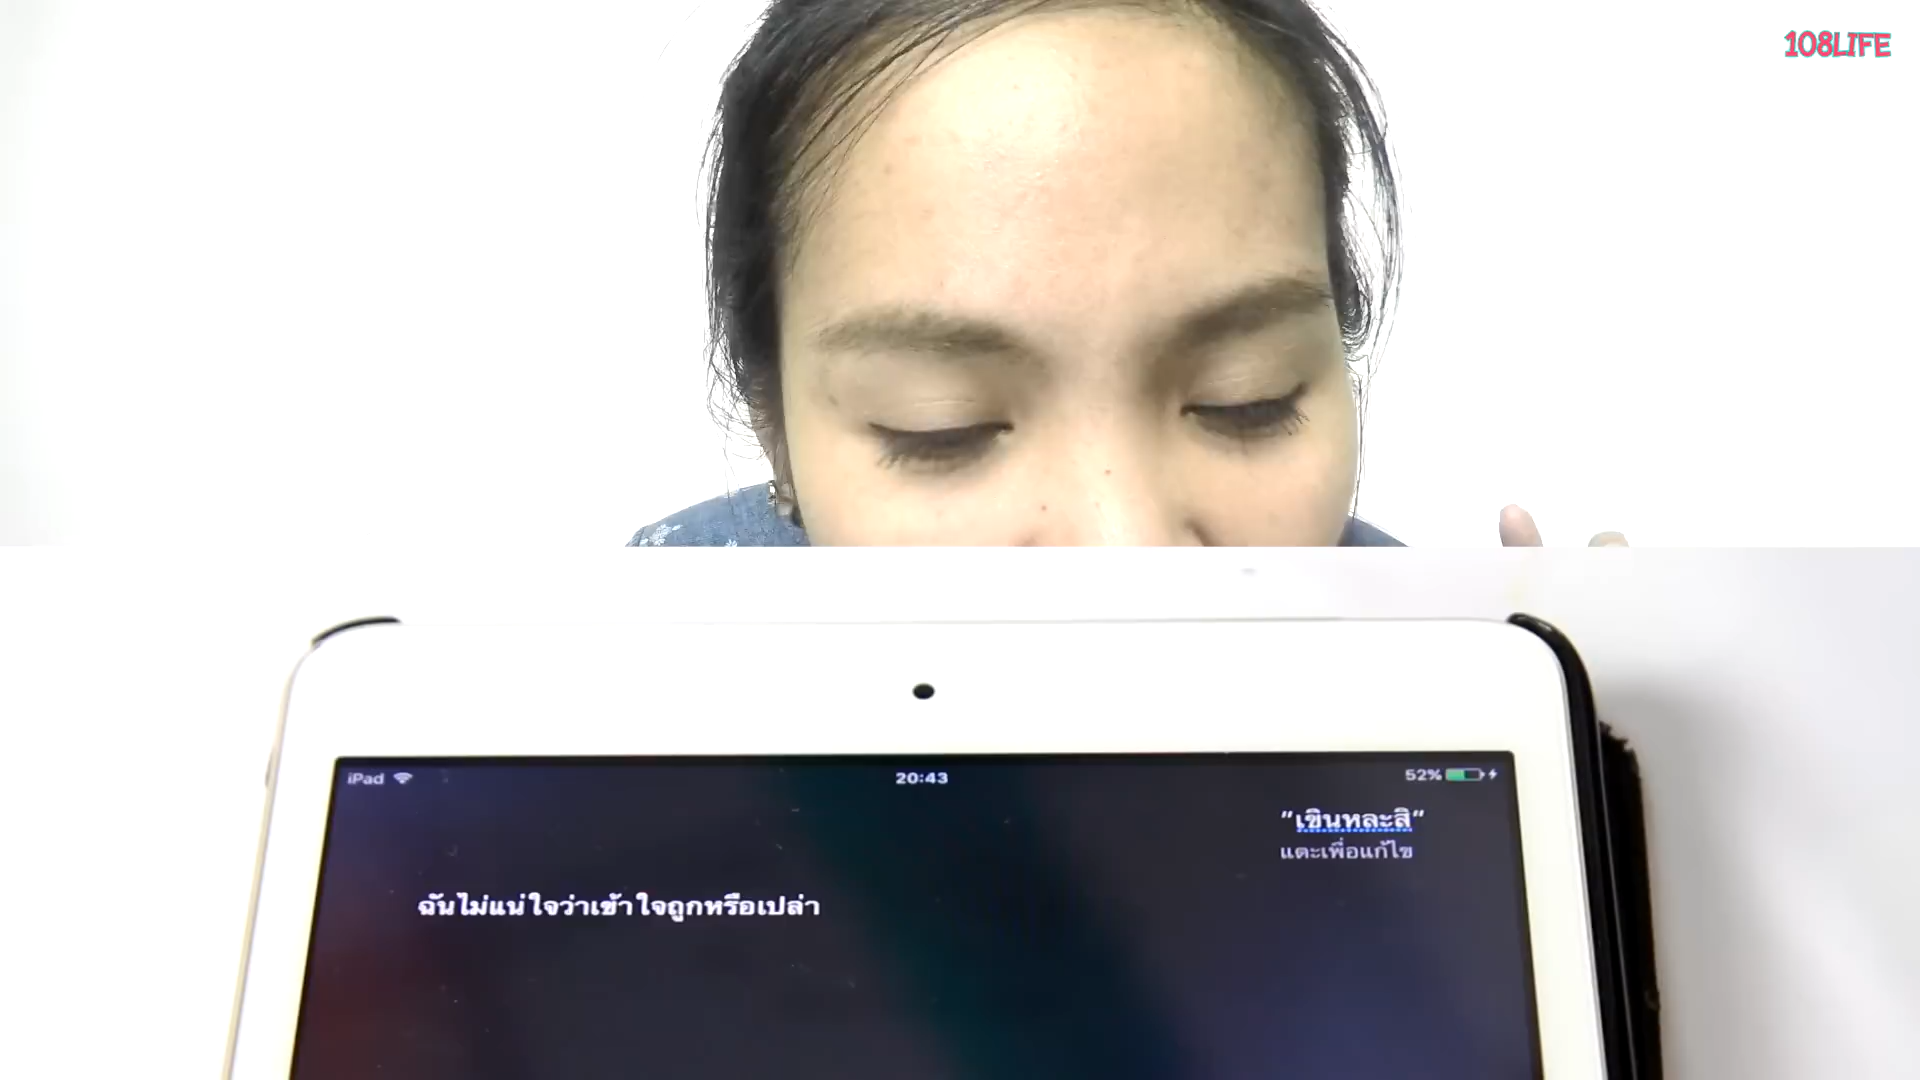 108LIFE
iPad 20:43 52%
"เขินหละสิ"
แตะเพื่อแก้ไข
ฉันไม่แน่ใจว่าเข้าใจถูกหรือเปล่า